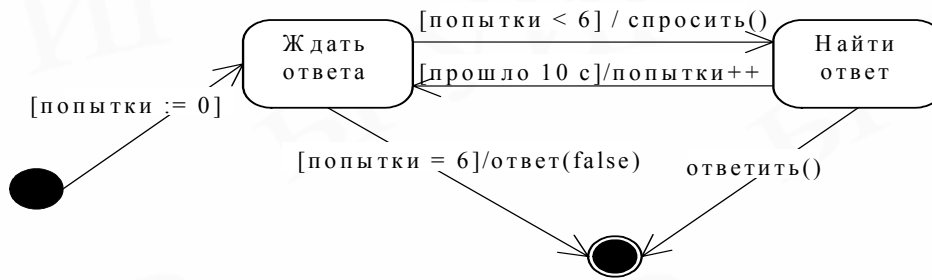 [попытки < 6] / спросить()
Ждать
ответа
Найти
ответ
[прошло 10 с]/попытки++
[попытки := 0]
[попытки = 6]/ответ(false)
ответить()